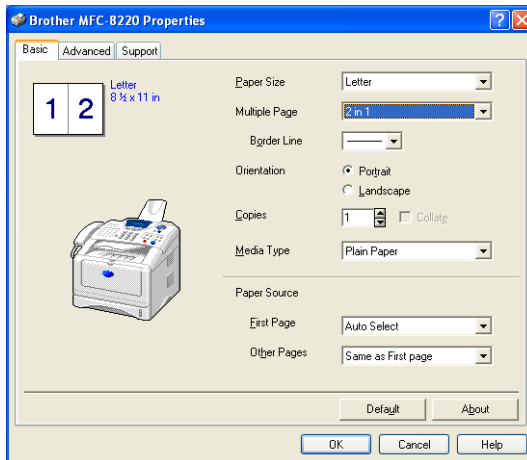 Brother MFC-8220 Properties
Basic Advanced Support
Letter
8 ½ x 11 in
1 2
Paper Size Letter
Multiple Page 2 in 1
Border Line
Orientation Portrait
Landscape
Copies 1 Collate
Media Type Plain Paper
Paper Source
First Page Auto Select
Other Pages Same as First page
Default About
OK Cancel Help